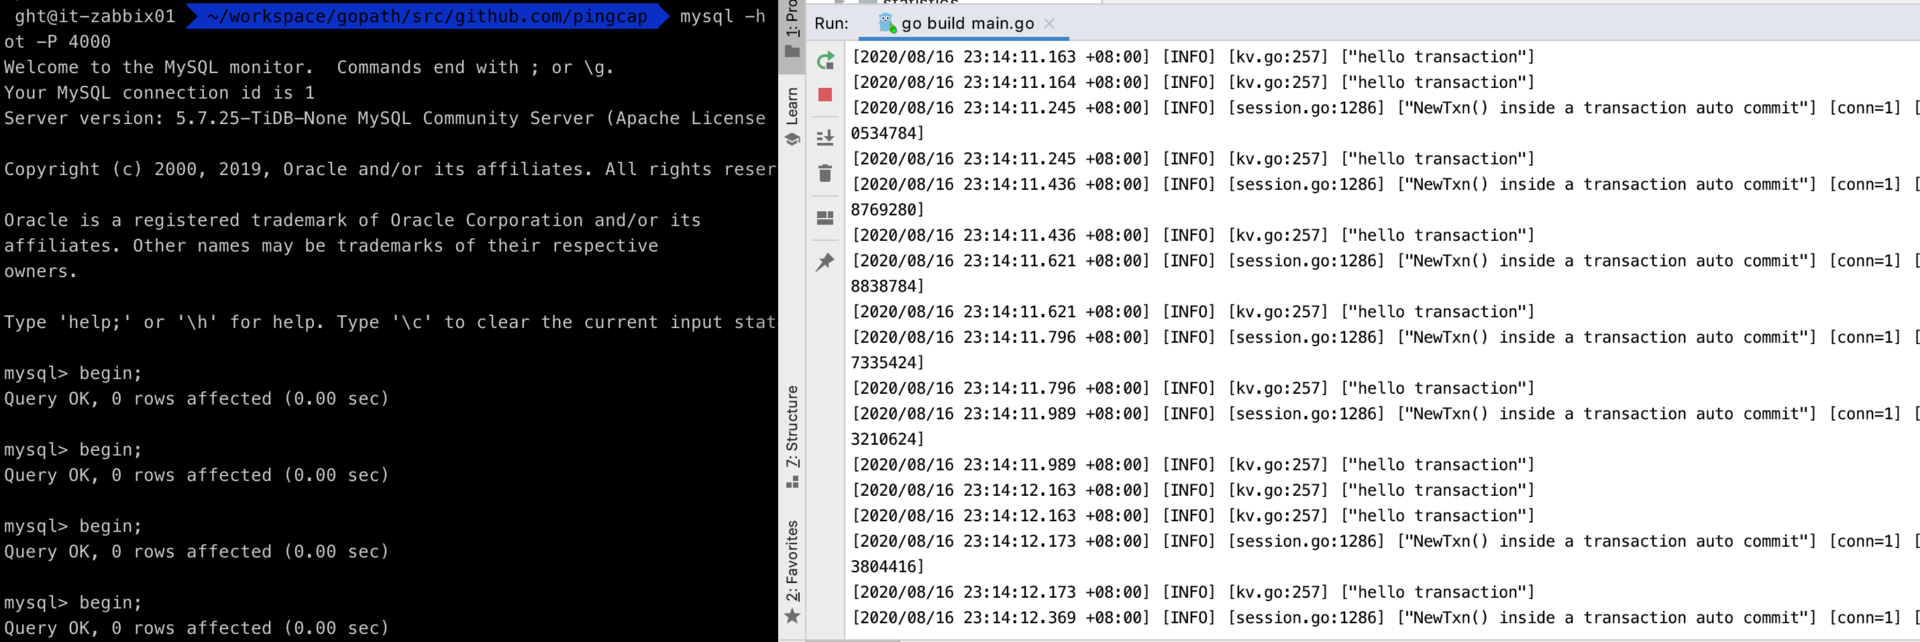 ght@it-zabbix01 ~/workspace/gopath/src/github.com/pingcap mysql -h
ot -P 4000
Welcome to the MySQL monitor.  Commands end with ; or \g.
Your MySQL connection id is 1
Server version: 5.7.25-TiDB-None MySQL Community Server (Apache License
Copyright (c) 2000, 2019, Oracle and/or its affiliates. All rights reser
Oracle is a registered trademark of Oracle Corporation and/or its
affiliates. Other names may be trademarks of their respective
owners.
Type 'help;' or '\h' for help. Type '\c' to clear the current input stat
mysql> begin;
Query OK, 0 rows affected (0.00 sec)
mysql> begin;
Query OK, 0 rows affected (0.00 sec)
mysql> begin;
Query OK, 0 rows affected (0.00 sec)
mysql> begin;
Query OK, 0 rows affected (0.00 sec)
1: Pro
Learn
Z: Structure
2: Favorites
statistics
Run: go build main.go
[2020/08/16 23:14:11.163 +08:00] [INFO] [kv.go:257] ["hello transaction"]
[2020/08/16 23:14:11.164 +08:00] [INFO] [kv.go:257] ["hello transaction"]
[2020/08/16 23:14:11.245 +08:00] [INFO] [session.go:1286] ["NewTxn() inside a transaction auto commit"] [conn=1] [
0534784]
[2020/08/16 23:14:11.245 +08:00] [INFO] [kv.go:257] ["hello transaction"]
[2020/08/16 23:14:11.436 +08:00] [INFO] [session.go:1286] ["NewTxn() inside a transaction auto commit"] [conn=1] [
8769280]
[2020/08/16 23:14:11.436 +08:00] [INFO] [kv.go:257] ["hello transaction"]
[2020/08/16 23:14:11.621 +08:00] [INFO] [session.go:1286] ["NewTxn() inside a transaction auto commit"] [conn=1] [
8838784]
[2020/08/16 23:14:11.621 +08:00] [INFO] [kv.go:257] ["hello transaction"]
[2020/08/16 23:14:11.796 +08:00] [INFO] [session.go:1286] ["NewTxn() inside a transaction auto commit"] [conn=1] [
7335424]
[2020/08/16 23:14:11.796 +08:00] [INFO] [kv.go:257] ["hello transaction"]
[2020/08/16 23:14:11.989 +08:00] [INFO] [session.go:1286] ["NewTxn() inside a transaction auto commit"] [conn=1] [
3210624]
[2020/08/16 23:14:11.989 +08:00] [INFO] [kv.go:257] ["hello transaction"]
[2020/08/16 23:14:12.163 +08:00] [INFO] [kv.go:257] ["hello transaction"]
[2020/08/16 23:14:12.163 +08:00] [INFO] [kv.go:257] ["hello transaction"]
[2020/08/16 23:14:12.173 +08:00] [INFO] [session.go:1286] ["NewTxn() inside a transaction auto commit"] [conn=1] [
3804416]
[2020/08/16 23:14:12.173 +08:00] [INFO] [kv.go:257] ["hello transaction"]
[2020/08/16 23:14:12.369 +08:00] [INFO] [session.go:1286] ["NewTxn() inside a transaction auto commit"] [conn=1] [